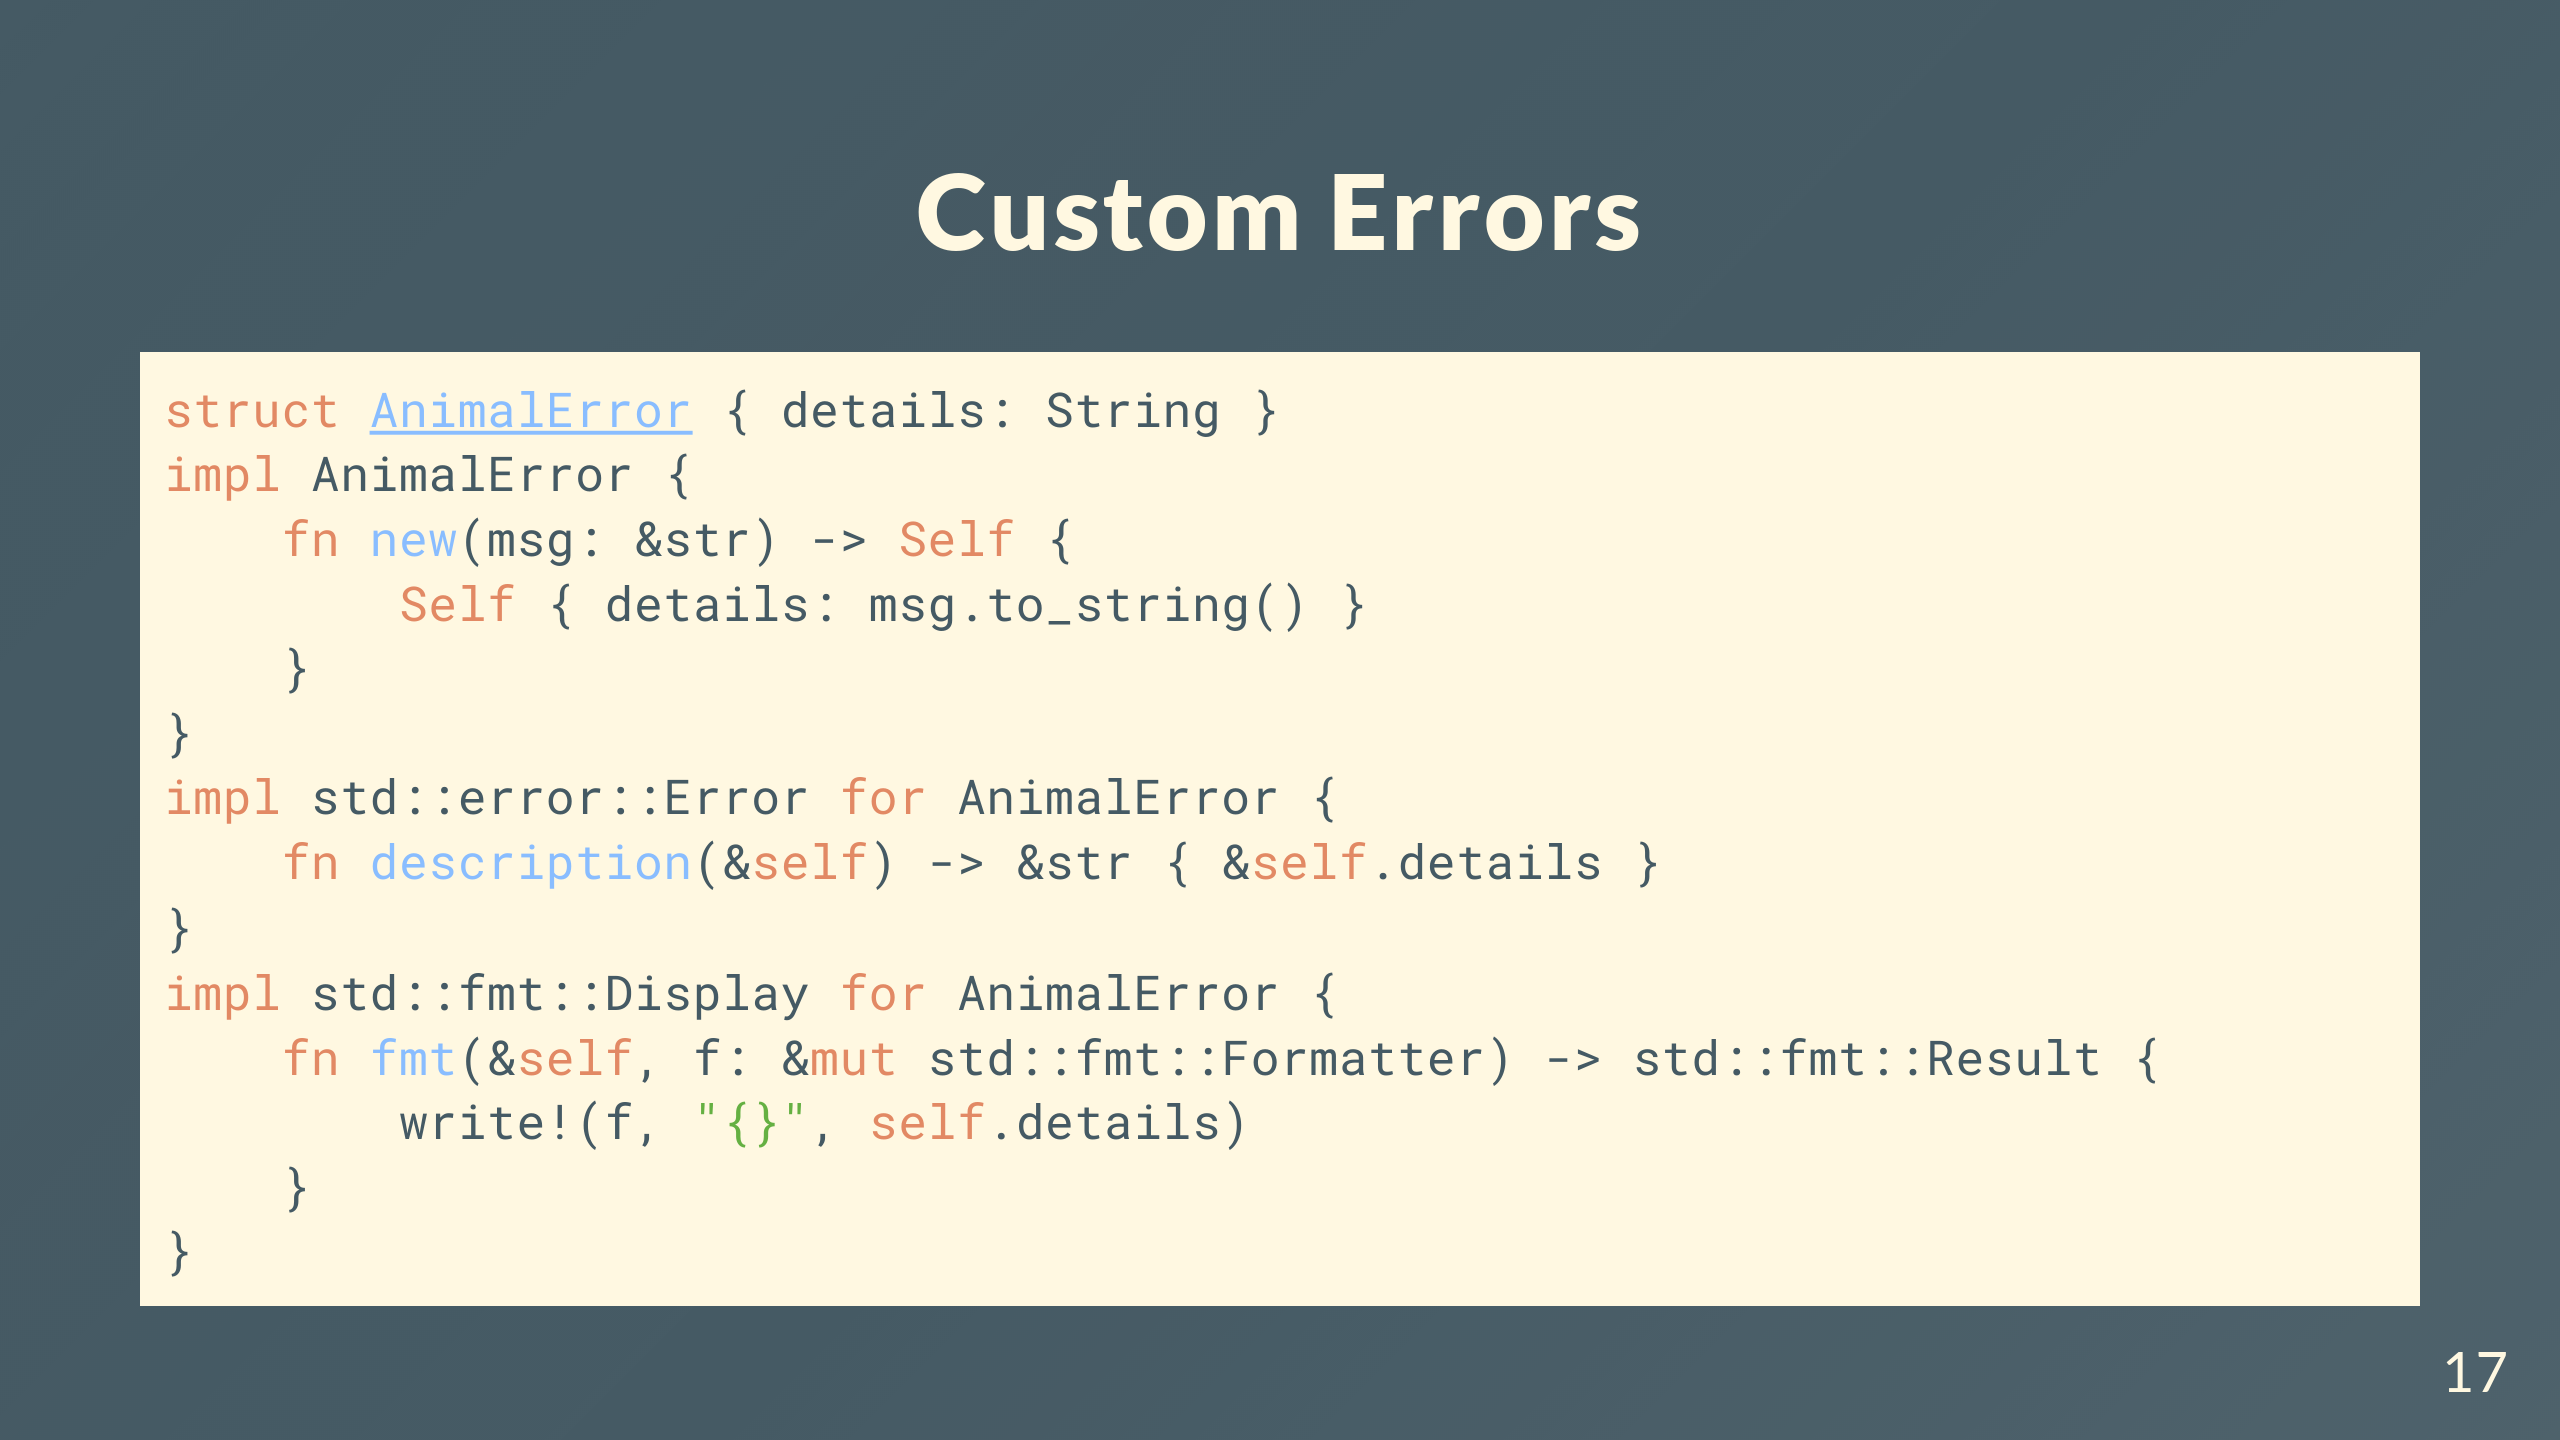 Custom Errors
struct AnimalError { details: String }
impl AnimalError {
    fn new(msg: &str) -> Self {
        Self { details: msg.to_string() }
    }
}
impl std::error::Error for AnimalError {
    fn description(&self) -> &str { &self.details }
}
impl std::fmt::Display for AnimalError {
    fn fmt(&self, f: &mut std::fmt::Formatter) -> std::fmt::Result {
        write!(f, "{}", self.details)
    }
}
17